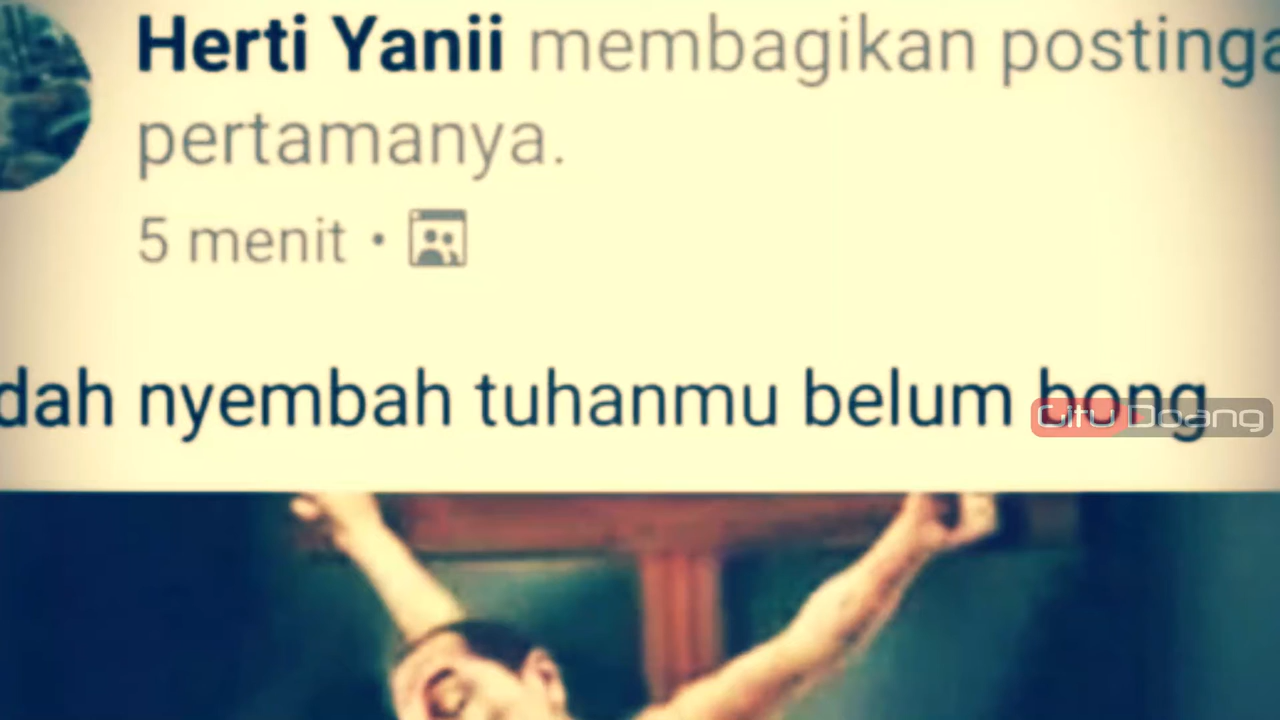 Herti Yanii membagikan postinga
pertamanya.
5 menit •
dah nyembah tuhanmu belum bong
Gitu Doang